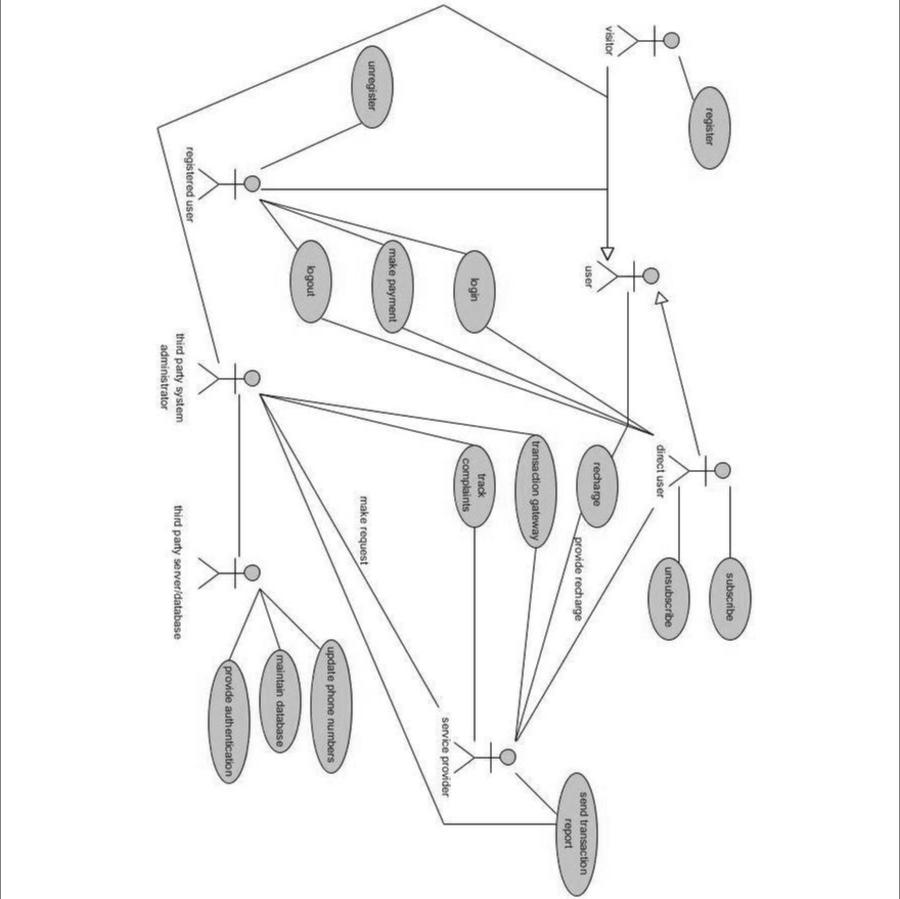 register
subscribe
unsubscribe
direct user
visitor
user
recharge
send transaction
report
provide recharge
transaction gateway
login
track
complaints
service provider
make payment
unregister
make request
update phone numbers
logout
maintain database
provide authentication
registered user
third party system
administrator
third party server/database